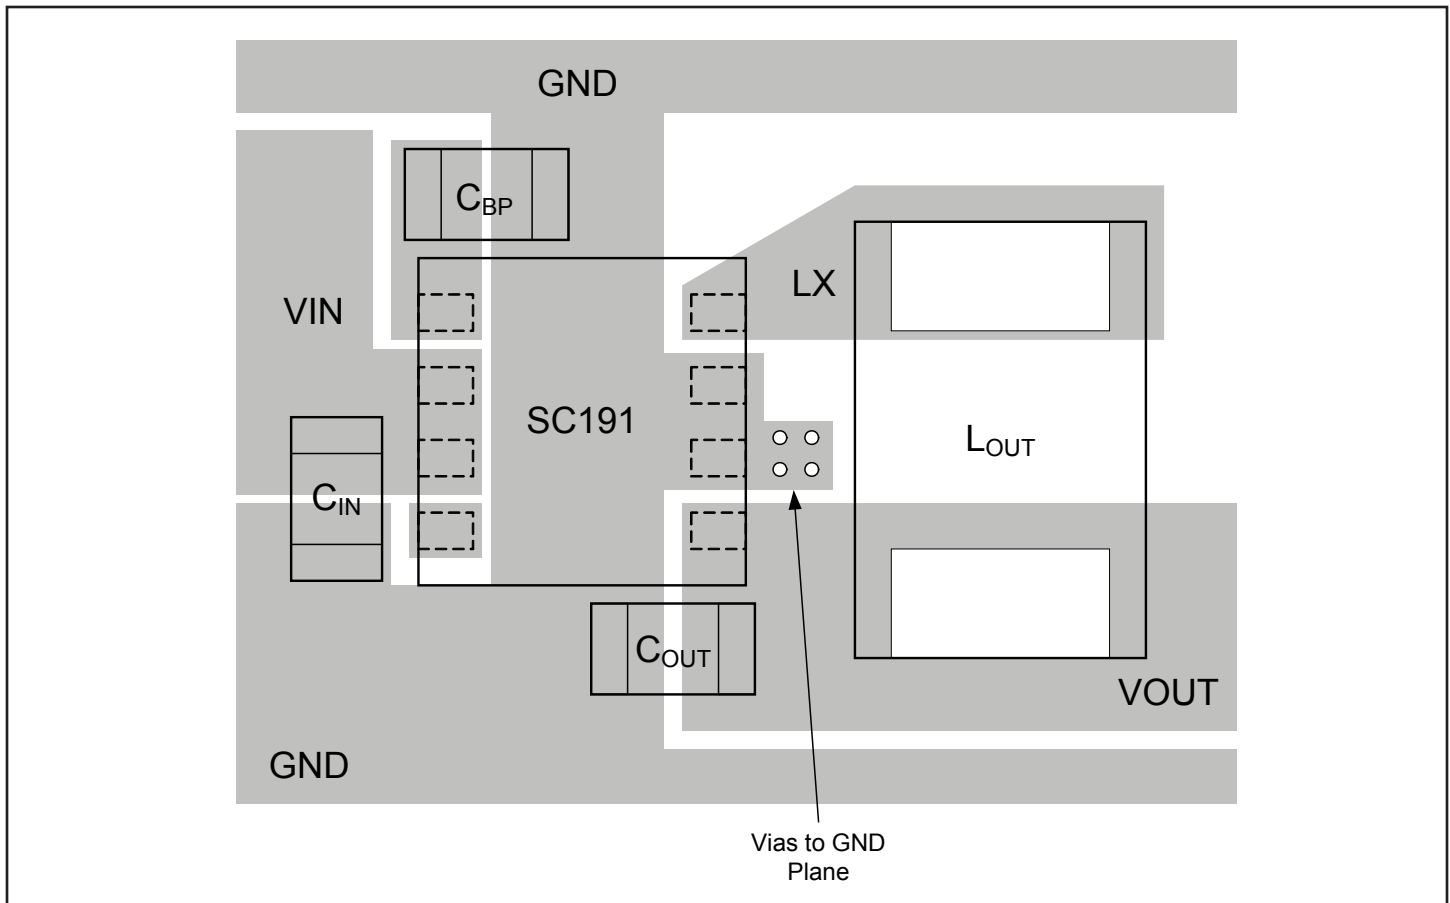 GND
C_BP
LX
VIN
SC191
L_OUT
C_IN
C_OUT
VOUT
GND
Vias to GND
Plane